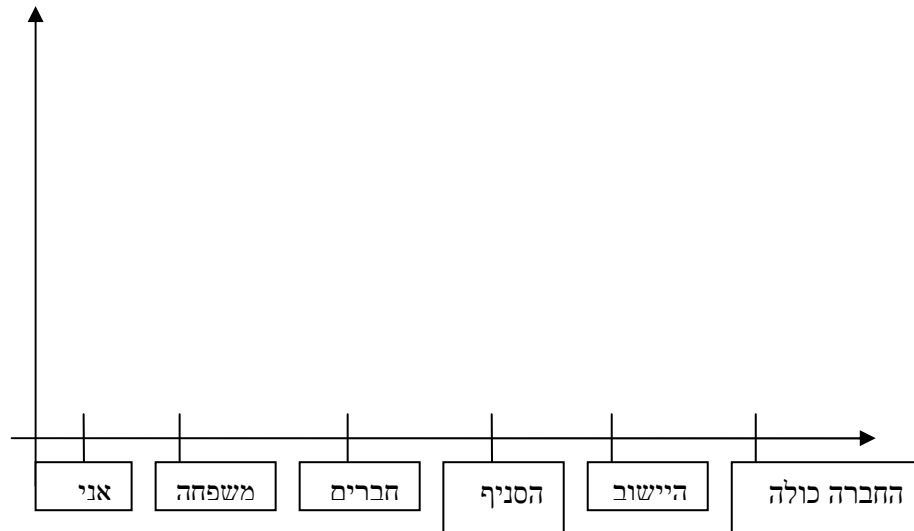 אני
משפחה
חברים
הסניף
היישוב
החברה כולה